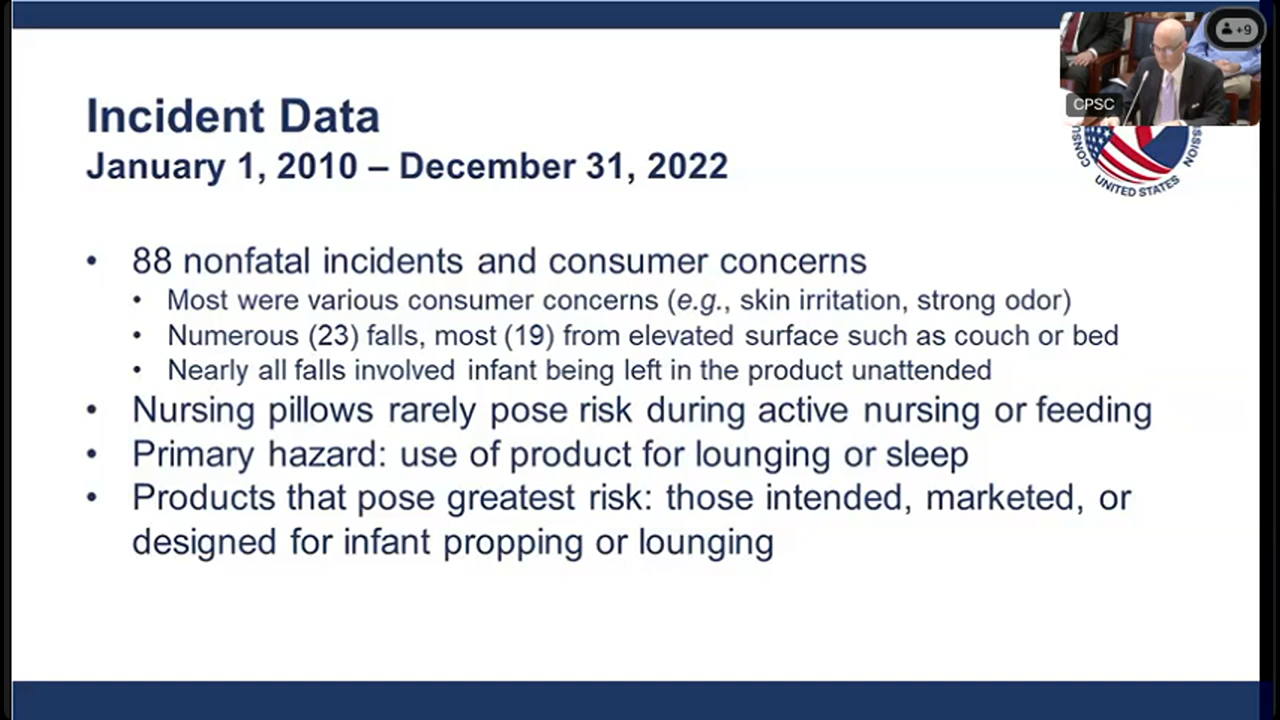 +9
CPSC
Incident Data
January 1, 2010 – December 31, 2022
UNITED STATES
• 88 nonfatal incidents and consumer concerns
• Most were various consumer concerns (e.g., skin irritation, strong odor)
• Numerous (23) falls, most (19) from elevated surface such as couch or bed
• Nearly all falls involved infant being left in the product unattended
• Nursing pillows rarely pose risk during active nursing or feeding
• Primary hazard: use of product for lounging or sleep
• Products that pose greatest risk: those intended, marketed, or
designed for infant propping or lounging